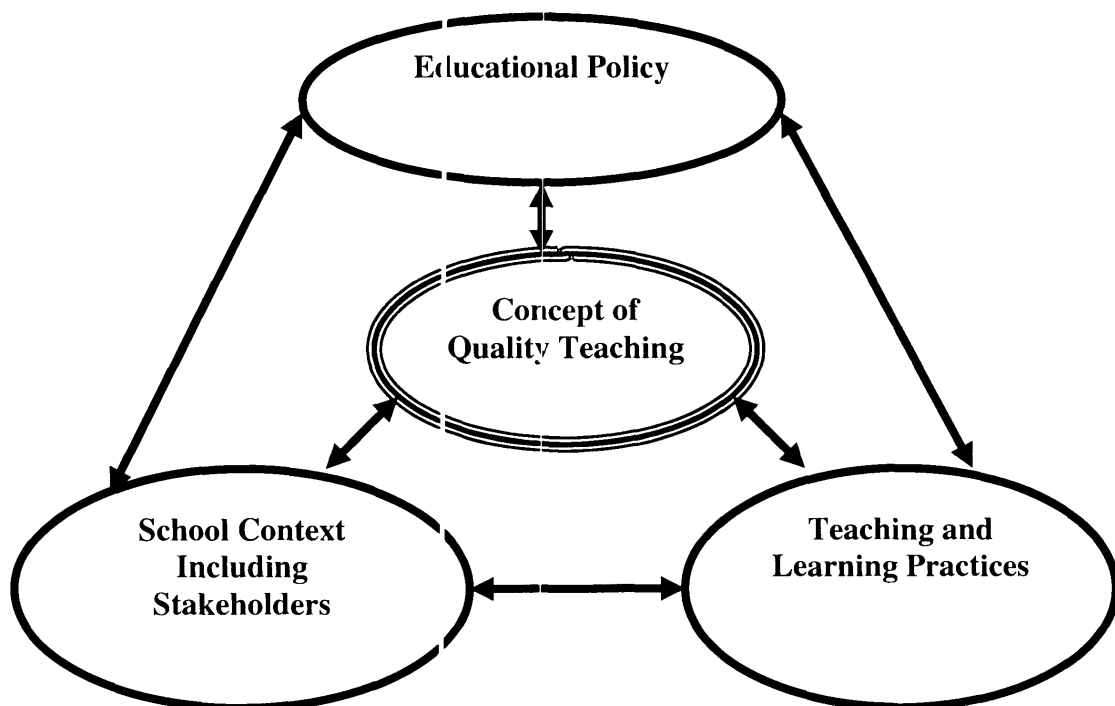 Educational Policy
Concept of
Quality Teaching
School Context
Including
Stakeholders
Teaching and
Learning Practices